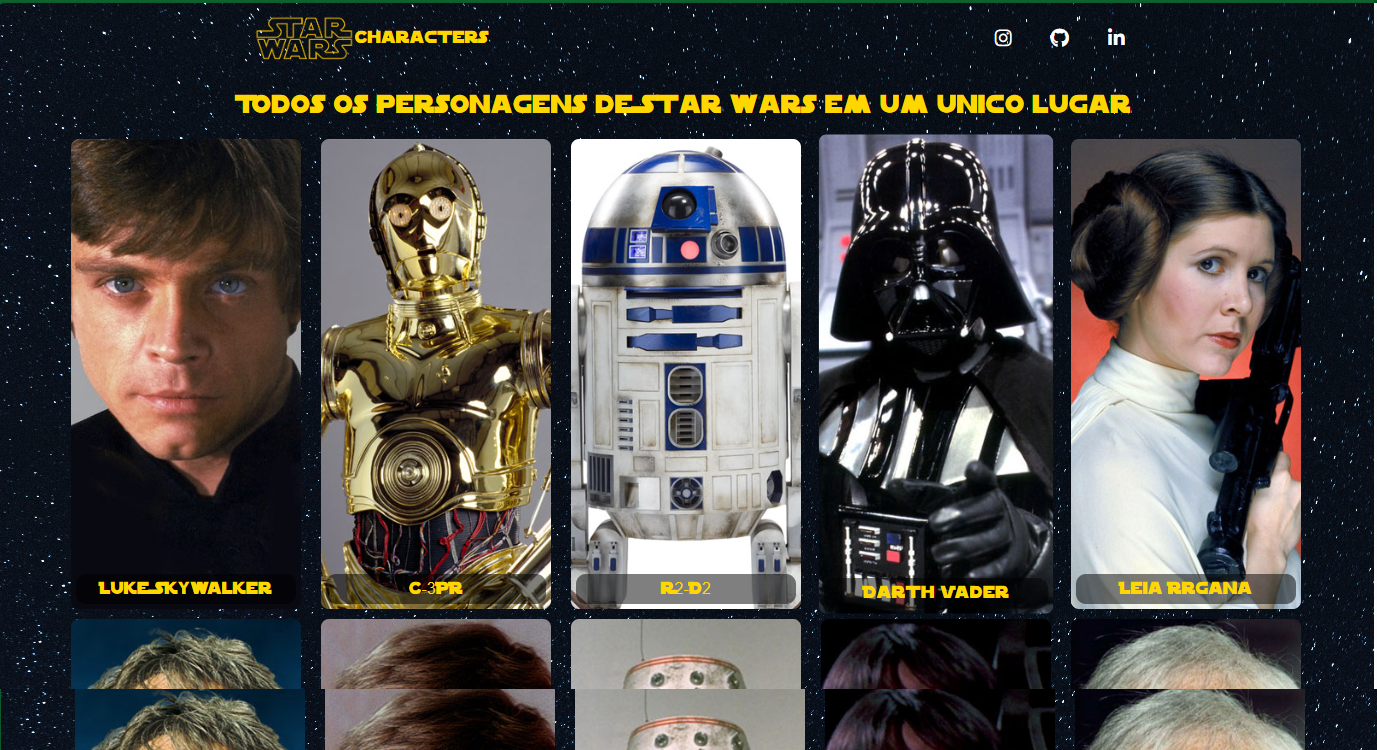 STAR WARS CHARACTERS
TODOS OS PERSONAGENS DE STAR WARS EM UM UNICO LUGAR
LUKE SKYWALKER
C-3PR
R2-D2
DARTH VADER
LEIA RRGANA